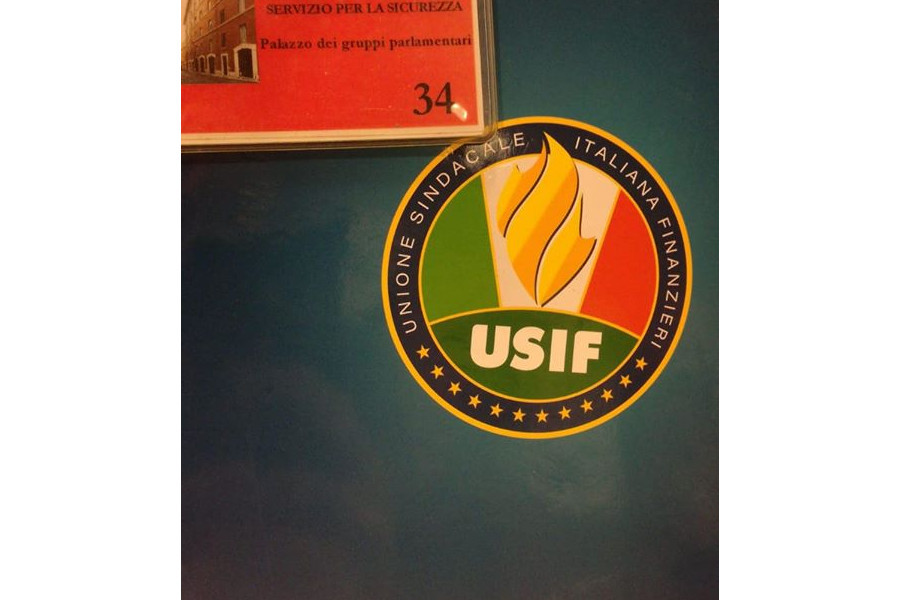 SERVIZIO PER LA SICUREZZA
Palazzo dei gruppi parlamentari
34
UNIONE SINDACALE ITALIANA FINANZIERI
USIF